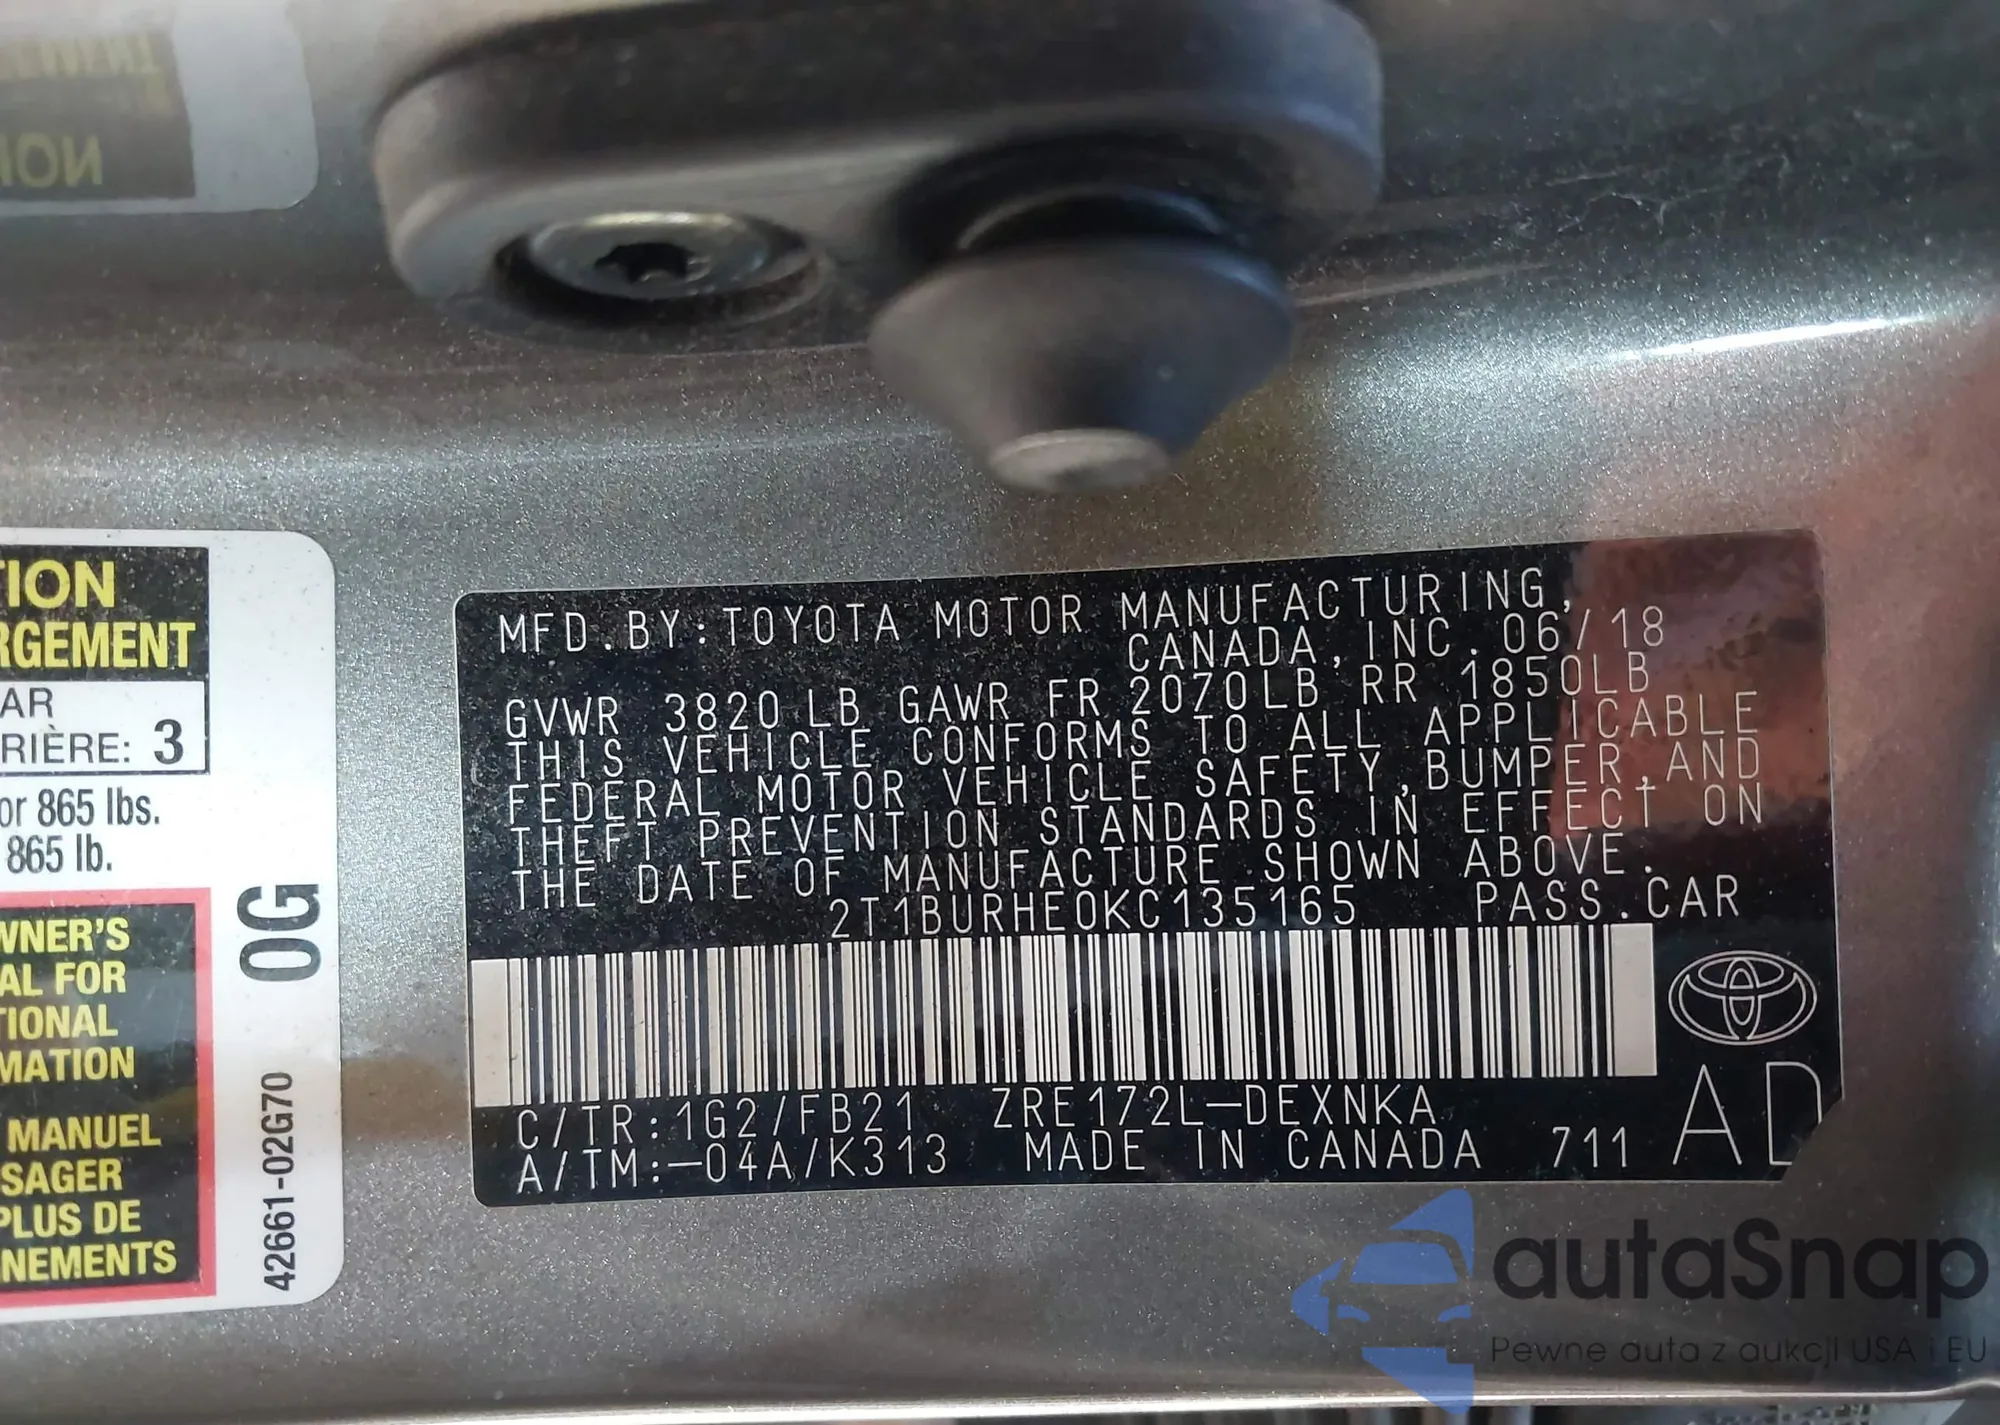 TION
RGEMENT
AR
RIÈRE: 3
or 865 lbs.
865 lb.
WNER'S
AL FOR
TIONAL
MATION
MANUEL
SAGER
PLUS DE
NEMENTS
0G
42661-02G70
MFD.BY:TOYOTA MOTOR MANUFACTURING,
CANADA,INC.06/18
GVWR 3820LB GAWR FR 2070LB RR 1850LB
THIS VEHICLE CONFORMS TO ALL APPLICABLE
FEDERAL MOTOR VEHICLE SAFETY,BUMPER,AND
THEFT PREVENTION STANDARDS IN EFFECT ON
THE DATE OF MANUFACTURE SHOWN ABOVE.
2T1BURHE0KC135165 PASS.CAR
C/TR:1G2/FB21 ZRE172L-DEXNKA
A/TM:-04A/K313 MADE IN CANADA 711
AD
autaSnap
Pewne auta z aukcji USA i EU